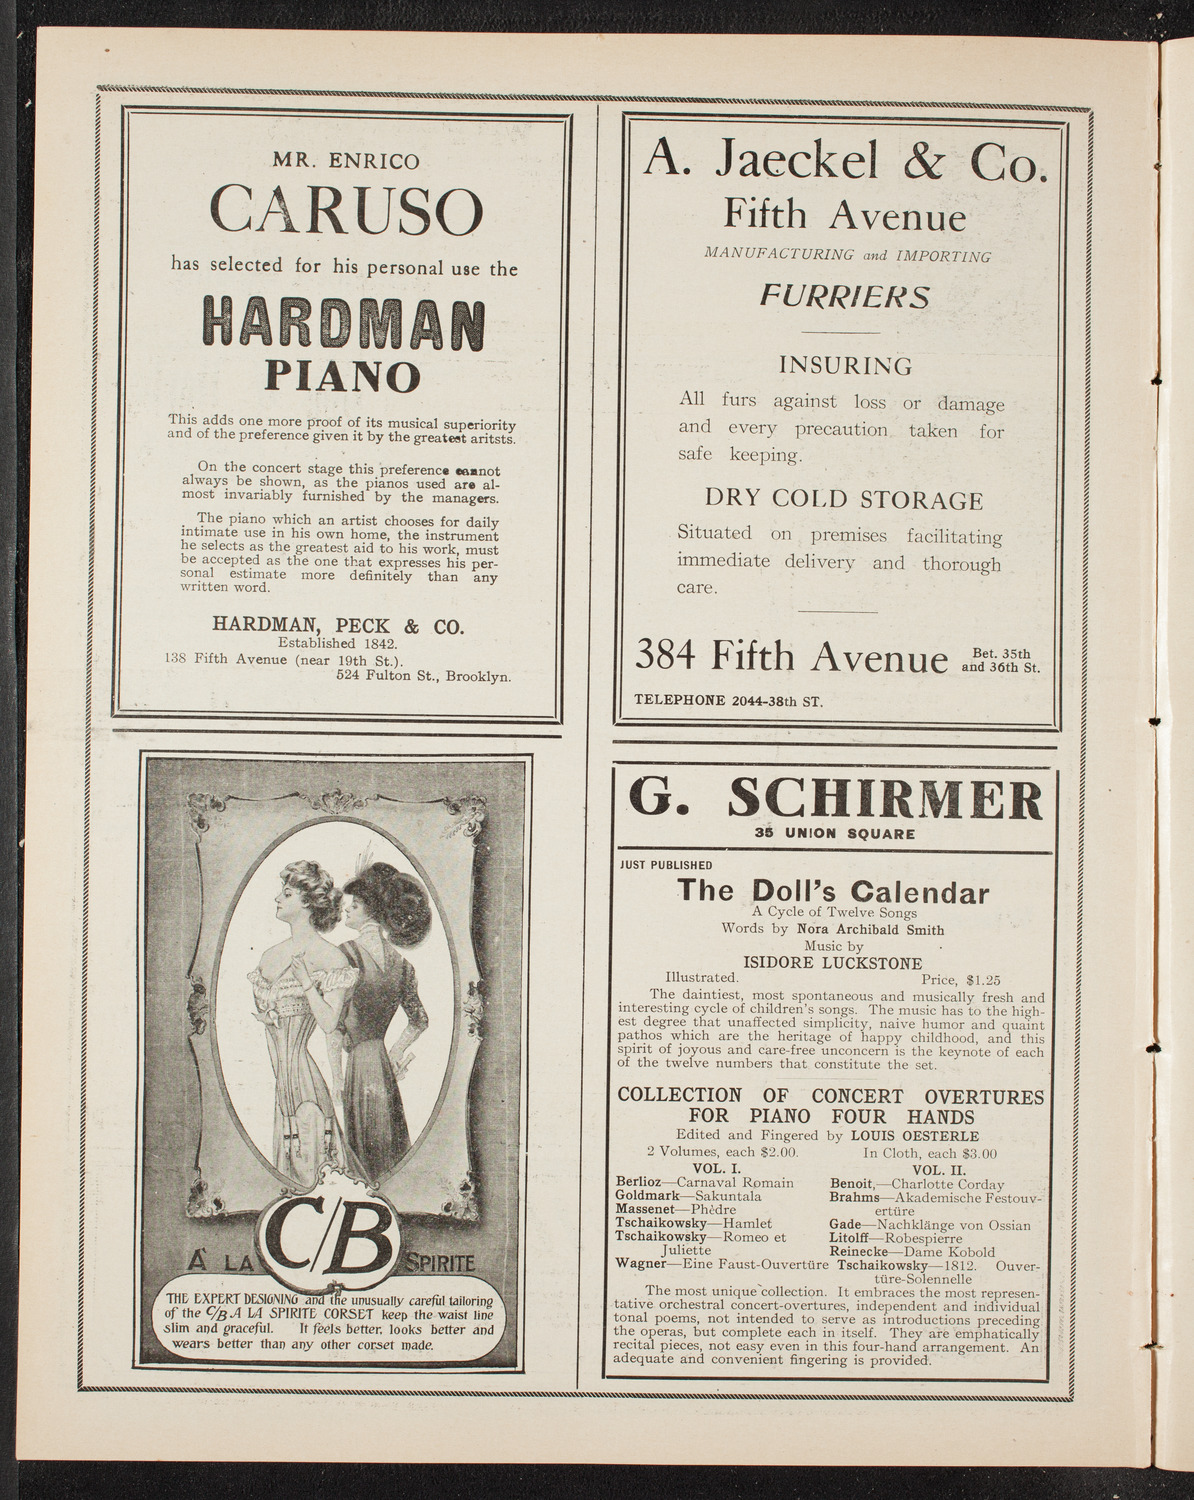 MR. ENRICO
CARUSO
has selected for his personal use the
HARDMAN
PIANO
This adds one more proof of its musical superiority
and of the preference given it by the greatest aritsts.
On the concert stage this preference cannot
always be shown, as the pianos used are al-
most invariably furnished by the managers.
The piano which an artist chooses for daily
intimate use in his own home, the instrument
he selects as the greatest aid to his work, must
be accepted as the one that expresses his per-
sonal estimate more definitely than any
written word.
HARDMAN, PECK & CO.
Established 1842.
138 Fifth Avenue (near 19th St.).
524 Fulton St., Brooklyn.
A. Jaeckel & Co.
Fifth Avenue
MANUFACTURING and IMPORTING
FURRIERS
INSURING
All furs against loss or damage
and every precaution taken for
safe keeping.
DRY COLD STORAGE
Situated on premises facilitating
immediate delivery and thorough
care.
384 Fifth Avenue Bet. 35th
and 36th St.
TELEPHONE 2044-38th ST.
C/B
A LA SPIRITE
THE EXPERT DESIGNING and the unusually careful tailoring
of the C/B A LA SPIRITE CORSET keep the waist line
slim and graceful. It feels better, looks better and
wears better than any other corset made.
G. SCHIRMER
35 UNION SQUARE
JUST PUBLISHED
The Doll's Calendar
A Cycle of Twelve Songs
Words by Nora Archibald Smith
Music by
ISIDORE LUCKSTONE
Illustrated. Price, $1.25
The daintiest, most spontaneous and musically fresh and
interesting cycle of children's songs. The music has to the high-
est degree that unaffected simplicity, naive humor and quaint
pathos which are the heritage of happy childhood, and this
spirit of joyous and care-free unconcern is the keynote of each
of the twelve numbers that constitute the set.
COLLECTION OF CONCERT OVERTURES
FOR PIANO FOUR HANDS
Edited and Fingered by LOUIS OESTERLE
2 Volumes, each $2.00. In Cloth, each $3.00
VOL. I.
Berlioz—Carnaval Romain
Goldmark—Sakuntala
Massenet—Phèdre
Tschaikowsky—Hamlet
Tschaikowsky—Romeo et
Juliette
Wagner—Eine Faust-Ouvertüre
VOL. II.
Benoit,—Charlotte Corday
Brahms—Akademische Festouv-
ertüre
Gade—Nachklänge von Ossian
Litolff—Robespierre
Reinecke—Dame Kobold
Tschaikowsky—1812. Ouver-
türe-Solennelle
The most unique collection. It embraces the most represen-
tative orchestral concert-overtures, independent and individual
tonal poems, not intended to serve as introductions preceding
the operas, but complete each in itself. They are emphatically
recital pieces, not easy even in this four-hand arrangement. An
adequate and convenient fingering is provided.